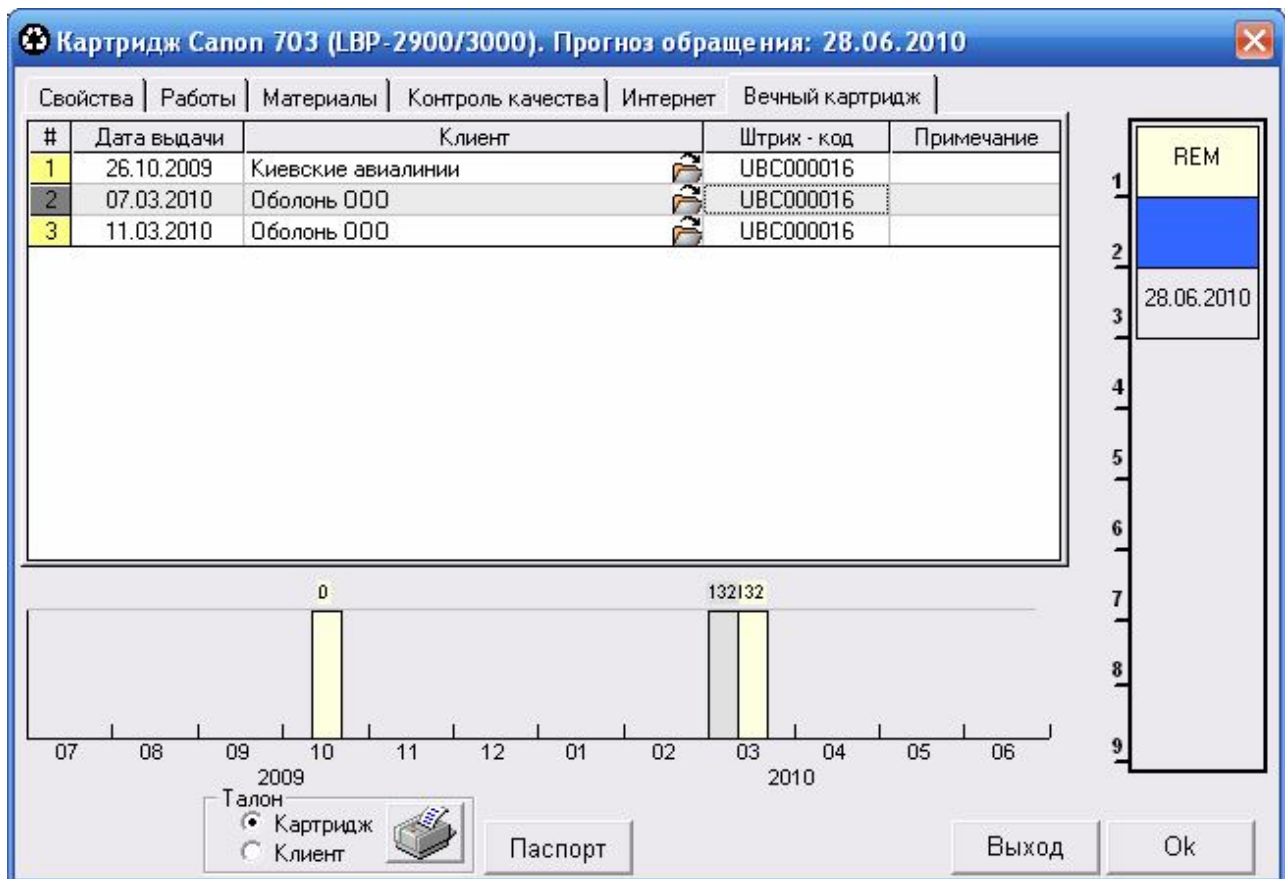 Картридж Canon 703 (LBP-2900/3000). Прогноз обращения: 28.06.2010
Свойства Работы Материалы Контроль качества Интернет Вечный картридж
# Дата выдачи Клиент Штрих - код Примечание
1 26.10.2009 Киевские авиалинии UBC000016
2 07.03.2010 Оболонь ООО UBC000016
3 11.03.2010 Оболонь ООО UBC000016
REM
28.06.2010
1
2
3
4
5
6
7
8
9
0 132 132
07 08 09 10 11 12 01 02 03 04 05 06
2009 2010
Талон
Картридж
Клиент
Паспорт Выход Ok